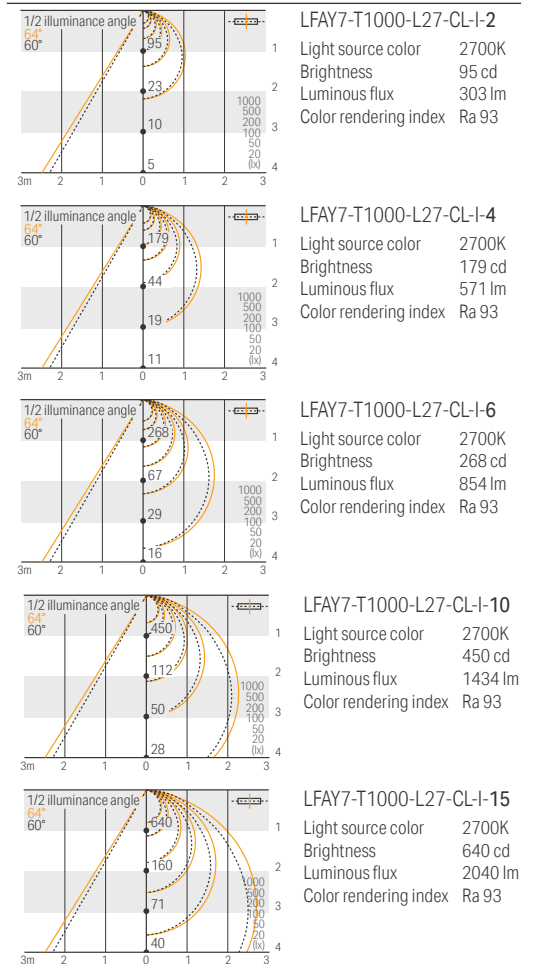 1/2 illuminance angle
64°
60°
95
23
10
5
1
2
3
4
1000
500
200
100
50
20
(lx)
3m 2 1 0 1 2 3
LFAY7-T1000-L27-CL-I-2
Light source color 2700K
Brightness 95 cd
Luminous flux 303 lm
Color rendering index Ra 93
1/2 illuminance angle
64°
60°
179
44
19
11
1
2
3
4
1000
500
200
100
50
20
(lx)
3m 2 1 0 1 2 3
LFAY7-T1000-L27-CL-I-4
Light source color 2700K
Brightness 179 cd
Luminous flux 571 lm
Color rendering index Ra 93
1/2 illuminance angle
64°
60°
268
67
29
16
1
2
3
4
1000
500
200
100
50
20
(lx)
3m 2 1 0 1 2 3
LFAY7-T1000-L27-CL-I-6
Light source color 2700K
Brightness 268 cd
Luminous flux 854 lm
Color rendering index Ra 93
1/2 illuminance angle
64°
60°
450
112
50
28
1
2
3
4
1000
500
200
100
50
20
(lx)
3m 2 1 0 1 2 3
LFAY7-T1000-L27-CL-I-10
Light source color 2700K
Brightness 450 cd
Luminous flux 1434 lm
Color rendering index Ra 93
1/2 illuminance angle
64°
60°
640
160
71
40
1
2
3
4
1000
500
200
100
50
20
(lx)
3m 2 1 0 1 2 3
LFAY7-T1000-L27-CL-I-15
Light source color 2700K
Brightness 640 cd
Luminous flux 2040 lm
Color rendering index Ra 93